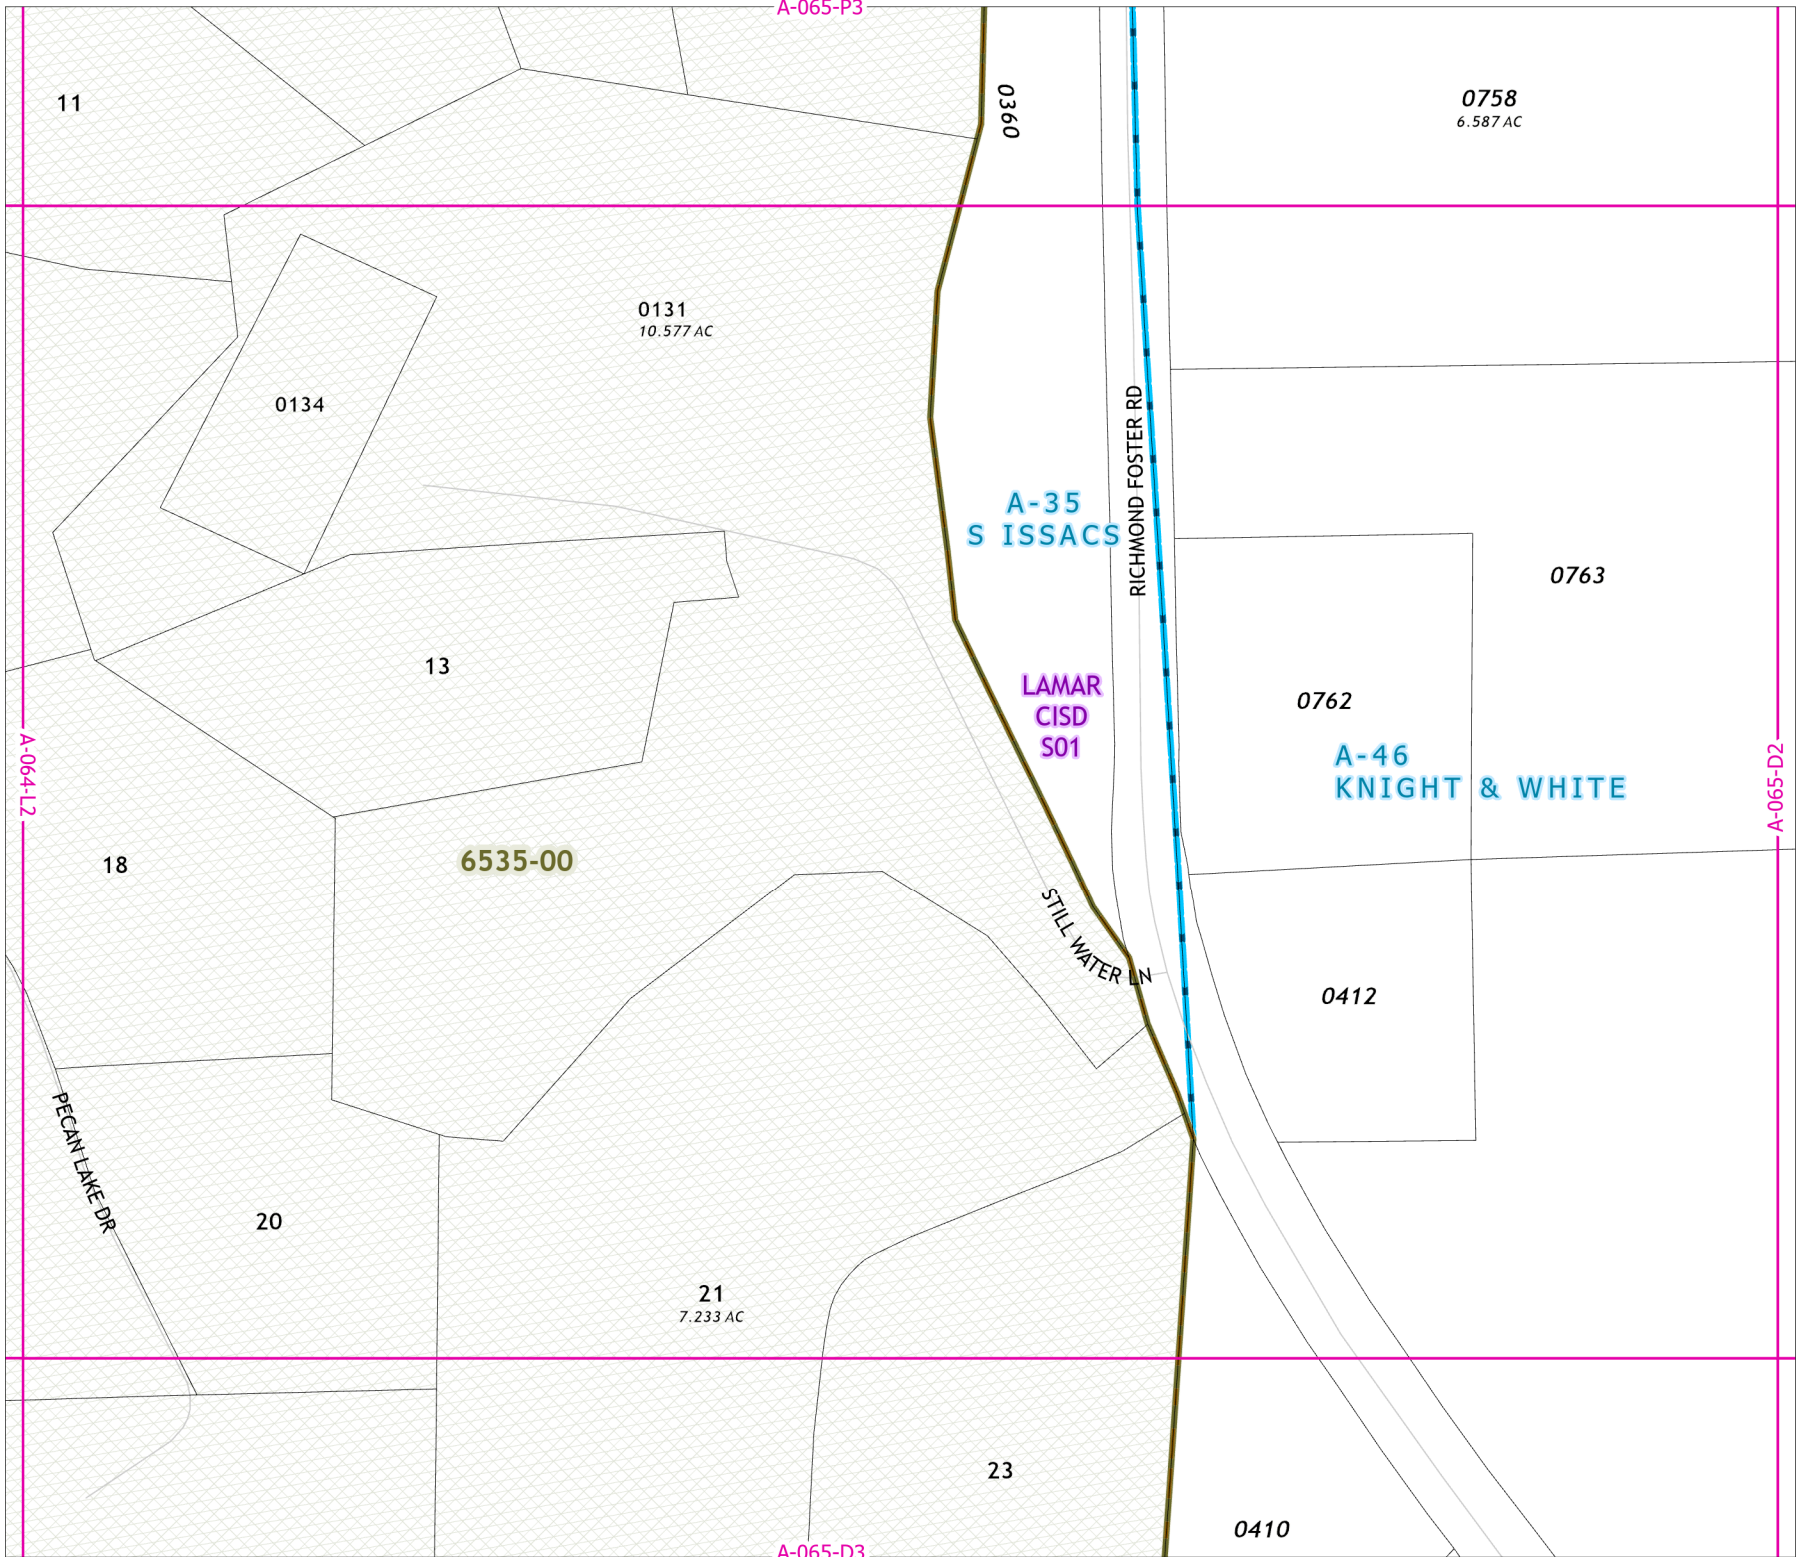 A-065-P3
11
0360
0758
6.587 AC
0131
10.577 AC
0134
RICHMOND FOSTER RD
A-35
S ISSACS
0763
13
LAMAR
CISD
S01
0762
A-46
KNIGHT & WHITE
A-064-L2
A-065-D2
18
6535-00
STILL WATER LN
0412
PECAN LAKE DR
20
21
7.233 AC
23
0410
A-065-D3